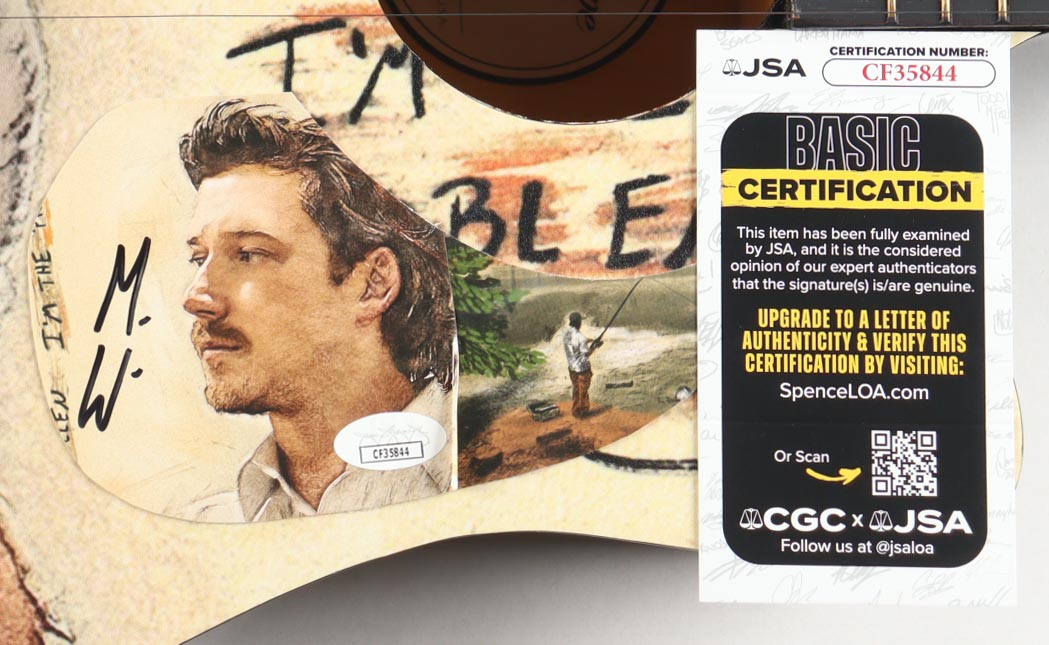 I'M
BLEA
I'M THE
LLEN
M.
W.
CF35844
JSA
CERTIFICATION NUMBER:
CF35844
BASIC
CERTIFICATION
This item has been fully examined
by JSA, and it is the considered
opinion of our expert authenticators
that the signature(s) is/are genuine.
UPGRADE TO A LETTER OF
AUTHENTICITY & VERIFY THIS
CERTIFICATION BY VISITING:
SpenceLOA.com
Or Scan
CGC x JSA
Follow us at @jsaloa